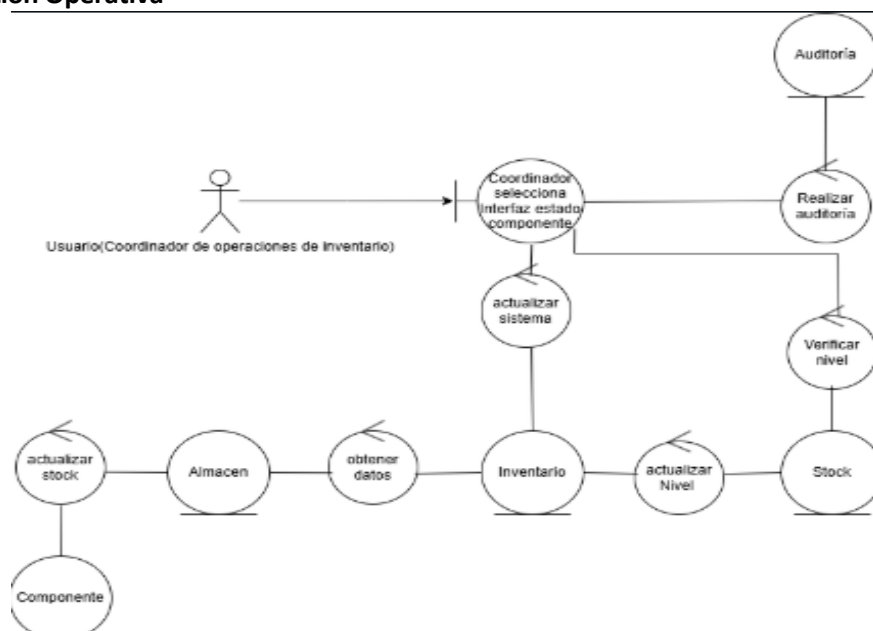 ión Operativa
Auditoría
Coordinador
selecciona
Interfaz estado
componente
Realizar
auditoría
Usuario(Coordinador de operaciones de Inventario)
actualizar
sistema
Verificar
nivel
actualizar
stock
Almacen
obtener
datos
Inventario
actualizar
Nivel
Stock
Componente